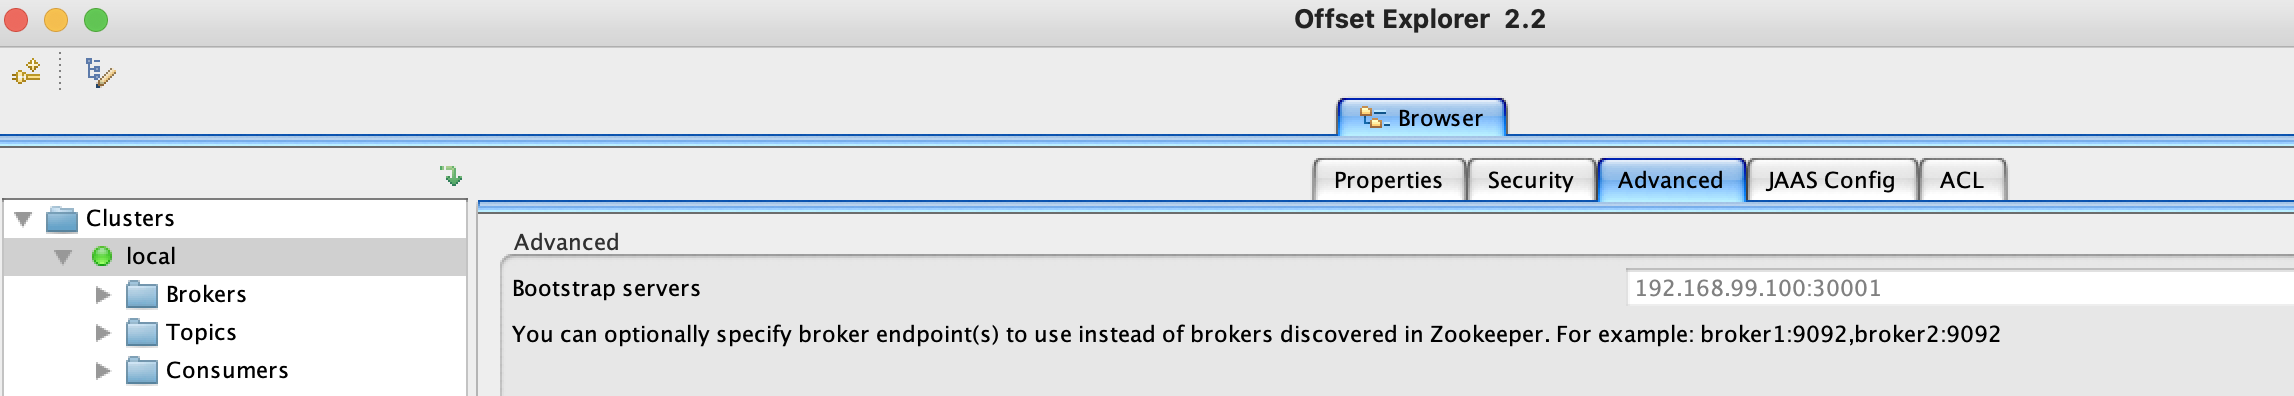 Offset Explorer 2.2
Browser
Properties Security Advanced JAAS Config ACL
Clusters
local
Brokers
Topics
Consumers
Advanced
Bootstrap servers 192.168.99.100:30001
You can optionally specify broker endpoint(s) to use instead of brokers discovered in Zookeeper. For example: broker1:9092,broker2:9092